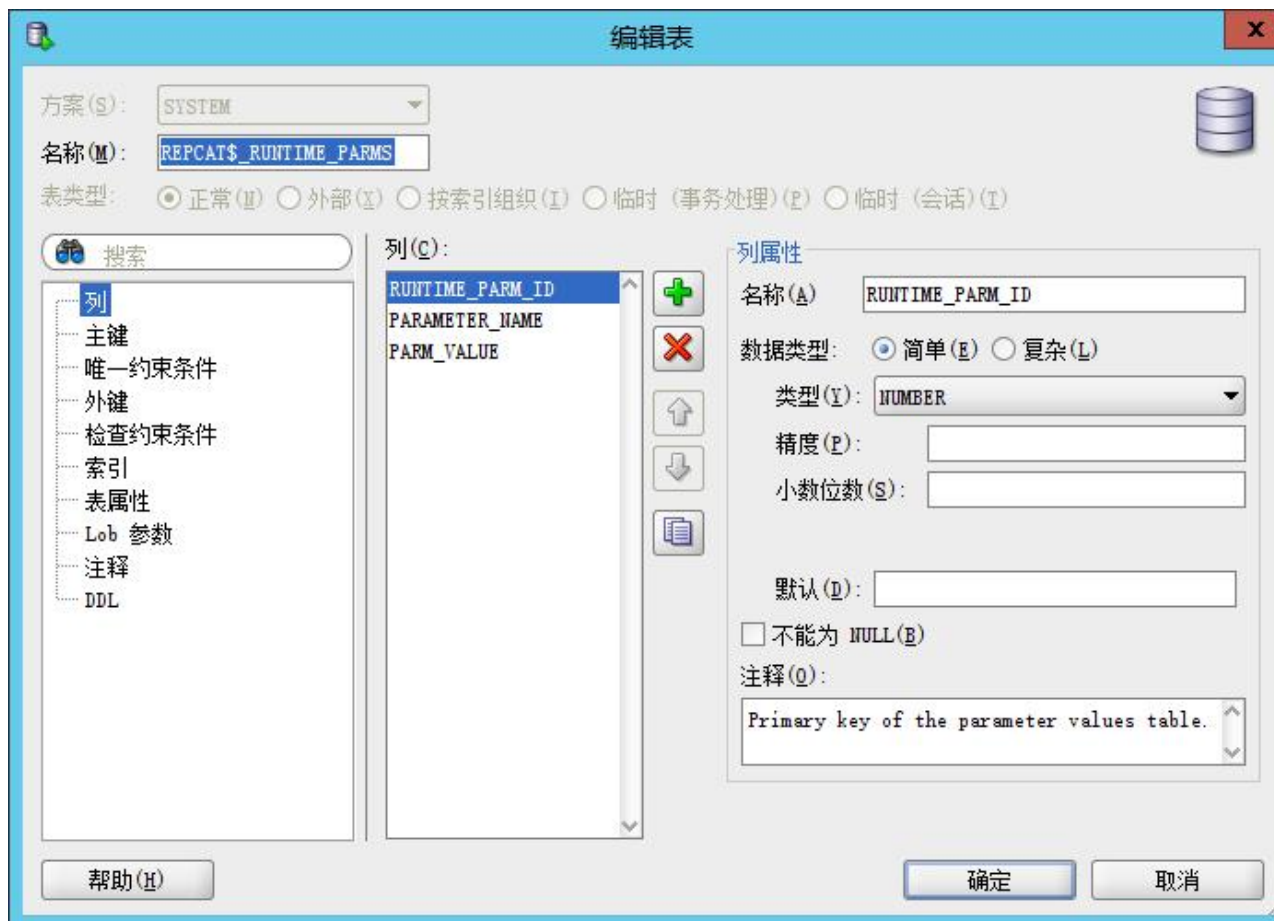 编辑表
x
方案(S): SYSTEM
名称(M): REPCAT$_RUNTIME_PARMS
表类型: 正常(N) 外部(X) 按索引组织(I) 临时 (事务处理)(P) 临时 (会话)(T)
搜索
列
主键
唯一约束条件
外键
检查约束条件
索引
表属性
Lob 参数
注释
DDL
列(C):
RUNTIME_PARM_ID
PARAMETER_NAME
PARM_VALUE
列属性
名称(A) RUNTIME_PARM_ID
数据类型: 简单(E) 复杂(L)
类型(Y): NUMBER
精度(P):
小数位数(S):
默认(D):
不能为 NULL(B)
注释(O):
Primary key of the parameter values table.
帮助(H)
确定
取消